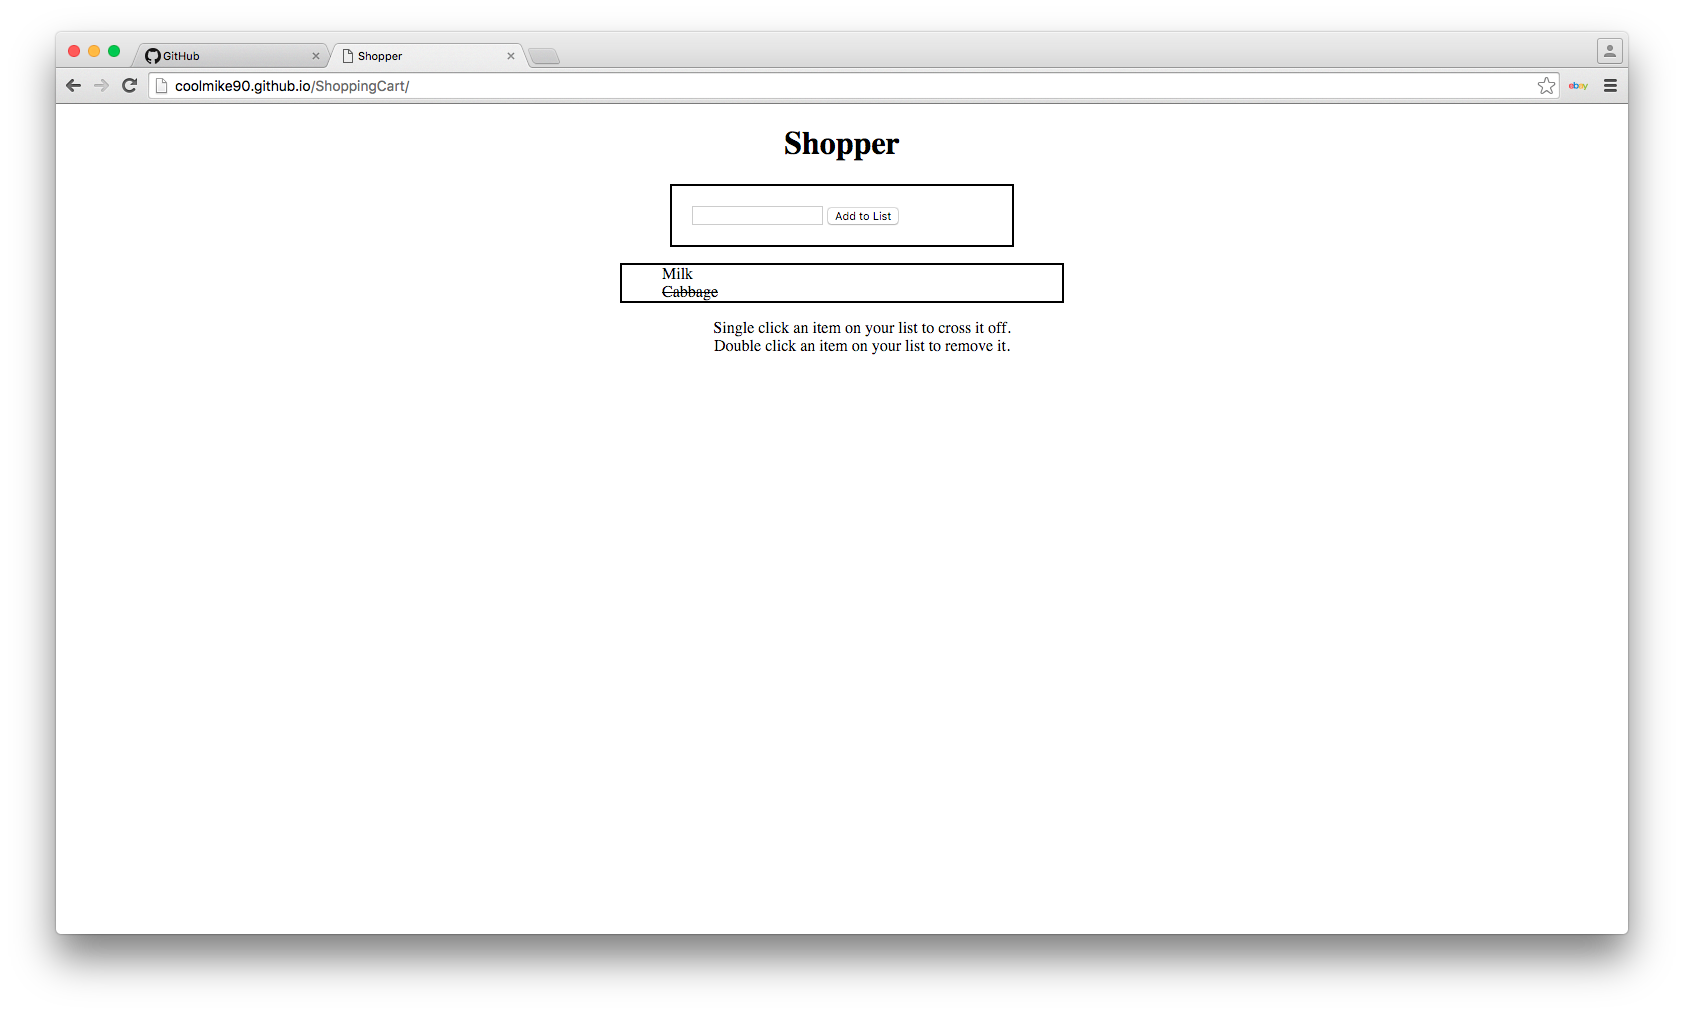 GitHub
Shopper
coolmike90.github.io/ShoppingCart/
ebay
Shopper
Add to List
Milk
Cabbage
Single click an item on your list to cross it off.
Double click an item on your list to remove it.